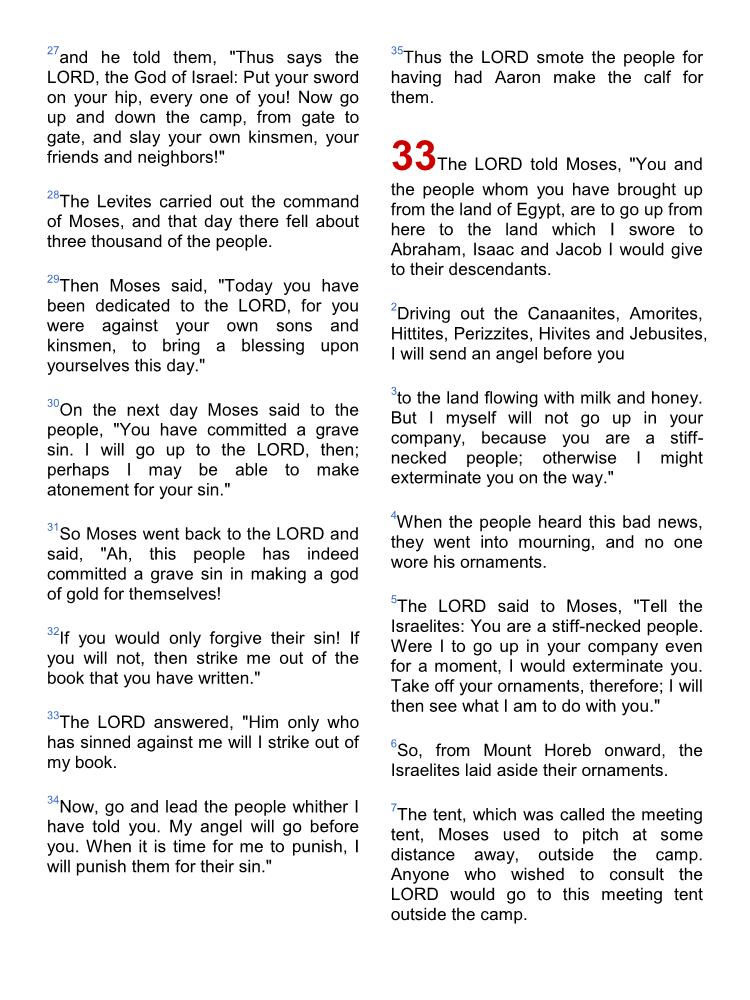 27and he told them, "Thus says the
LORD, the God of Israel: Put your sword
on your hip, every one of you! Now go
up and down the camp, from gate to
gate, and slay your own kinsmen, your
friends and neighbors!"
28The Levites carried out the command
of Moses, and that day there fell about
three thousand of the people.
29Then Moses said, "Today you have
been dedicated to the LORD, for you
were against your own sons and
kinsmen, to bring a blessing upon
yourselves this day."
30On the next day Moses said to the
people, "You have committed a grave
sin. I will go up to the LORD, then;
perhaps I may be able to make
atonement for your sin."
31So Moses went back to the LORD and
said, "Ah, this people has indeed
committed a grave sin in making a god
of gold for themselves!
32If you would only forgive their sin! If
you will not, then strike me out of the
book that you have written."
33The LORD answered, "Him only who
has sinned against me will I strike out of
my book.
34Now, go and lead the people whither I
have told you. My angel will go before
you. When it is time for me to punish, I
will punish them for their sin."
35Thus the LORD smote the people for
having had Aaron make the calf for
them.
33The LORD told Moses, "You and
the people whom you have brought up
from the land of Egypt, are to go up from
here to the land which I swore to
Abraham, Isaac and Jacob I would give
to their descendants.
2Driving out the Canaanites, Amorites,
Hittites, Perizzites, Hivites and Jebusites,
I will send an angel before you
3to the land flowing with milk and honey.
But I myself will not go up in your
company, because you are a stiff-
necked people; otherwise I might
exterminate you on the way."
4When the people heard this bad news,
they went into mourning, and no one
wore his ornaments.
5The LORD said to Moses, "Tell the
Israelites: You are a stiff-necked people.
Were I to go up in your company even
for a moment, I would exterminate you.
Take off your ornaments, therefore; I will
then see what I am to do with you."
6So, from Mount Horeb onward, the
Israelites laid aside their ornaments.
7The tent, which was called the meeting
tent, Moses used to pitch at some
distance away, outside the camp.
Anyone who wished to consult the
LORD would go to this meeting tent
outside the camp.